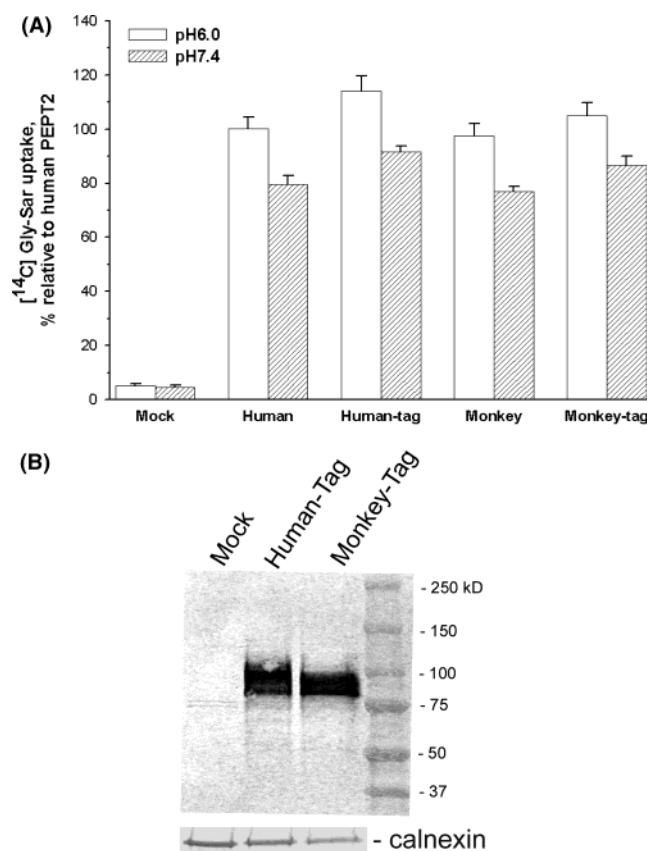 (A)
pH6.0
pH7.4
[14C] Gly-Sar uptake,
% relative to human PEPT2
140
120
100
80
60
40
20
0
Mock Human Human-tag Monkey Monkey-tag
(B)
Mock
Human-Tag
Monkey-Tag
- 250 kD
- 150
- 100
- 75
- 50
- 37
- calnexin